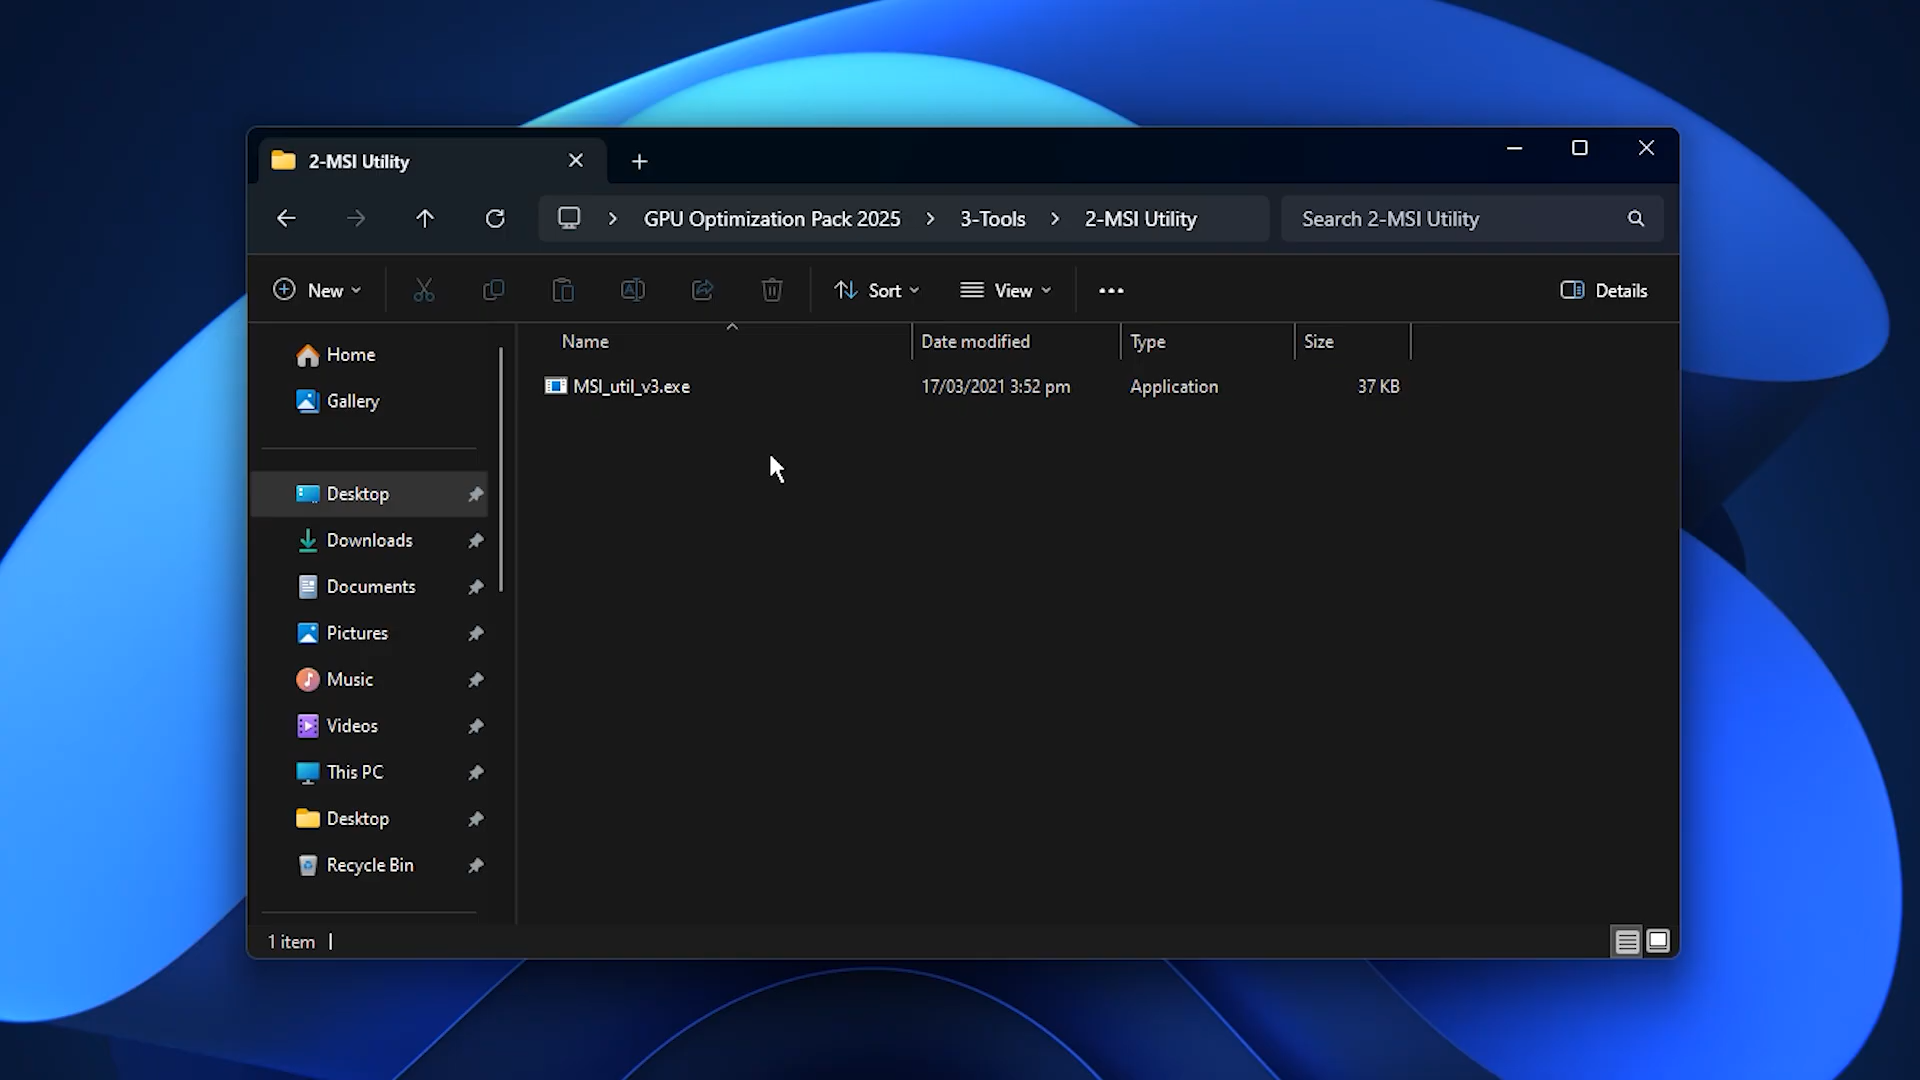 2-MSI Utility
GPU Optimization Pack 2025 > 3-Tools > 2-MSI Utility
Search 2-MSI Utility
New
Sort
View
Details
Name Date modified Type Size
MSI_util_v3.exe 17/03/2021 3:52 pm Application 37 KB
Home
Gallery
Desktop
Downloads
Documents
Pictures
Music
Videos
This PC
Desktop
Recycle Bin
1 item